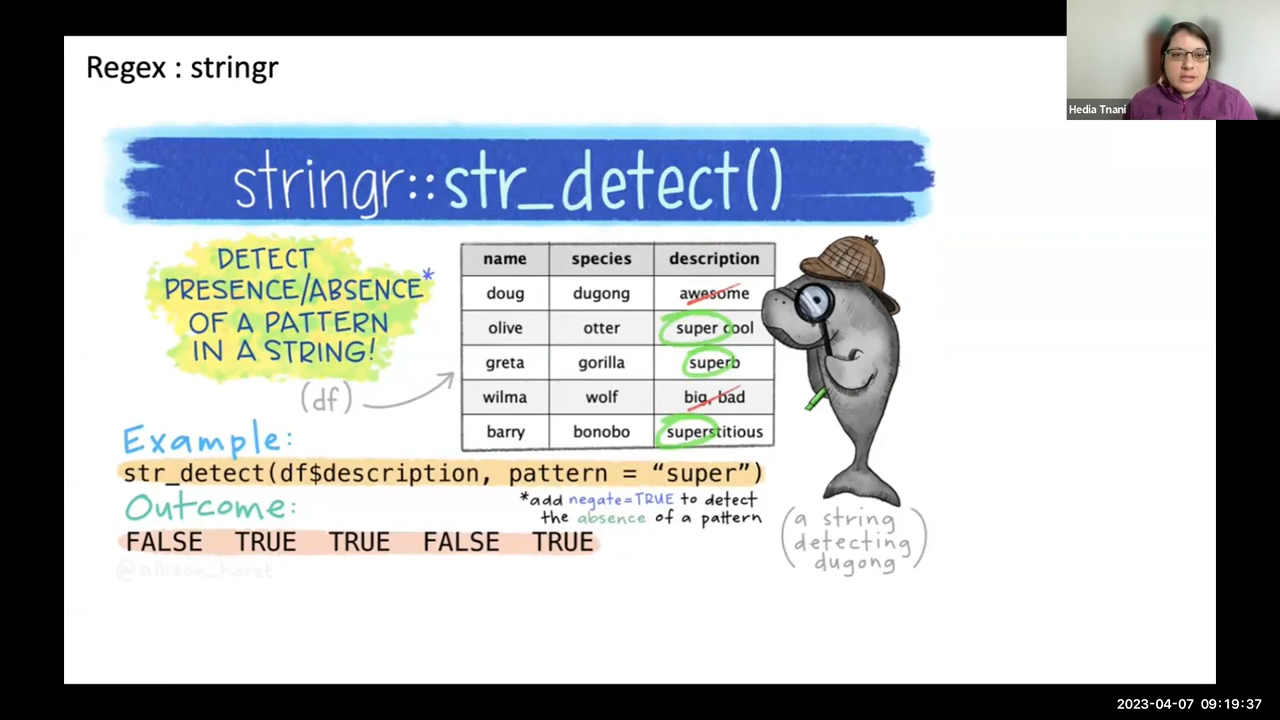 Regex : stringr
Hedia Tnani
stringr::str_detect()
DETECT
PRESENCE/ABSENCE*
OF A PATTERN
IN A STRING!
(df)
name species description
doug dugong awesome
olive otter super cool
greta gorilla superb
wilma wolf big, bad
barry bonobo superstitious
Example:
str_detect(df$description, pattern = “super”)
*add negate=TRUE to detect
the absence of a pattern
Outcome:
FALSE TRUE TRUE FALSE TRUE
@allison_horst
(a string
detecting
dugong)
2023-04-07 09:19:37